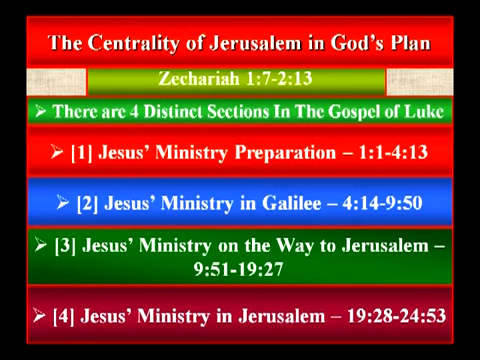 The Centrality of Jerusalem in God's Plan
Zechariah 1:7-2:13
➢ There are 4 Distinct Sections In The Gospel of Luke
➢ [1] Jesus' Ministry Preparation – 1:1-4:13
➢ [2] Jesus' Ministry in Galilee – 4:14-9:50
➢ [3] Jesus' Ministry on the Way to Jerusalem –
9:51-19:27
➢ [4] Jesus' Ministry in Jerusalem – 19:28-24:53